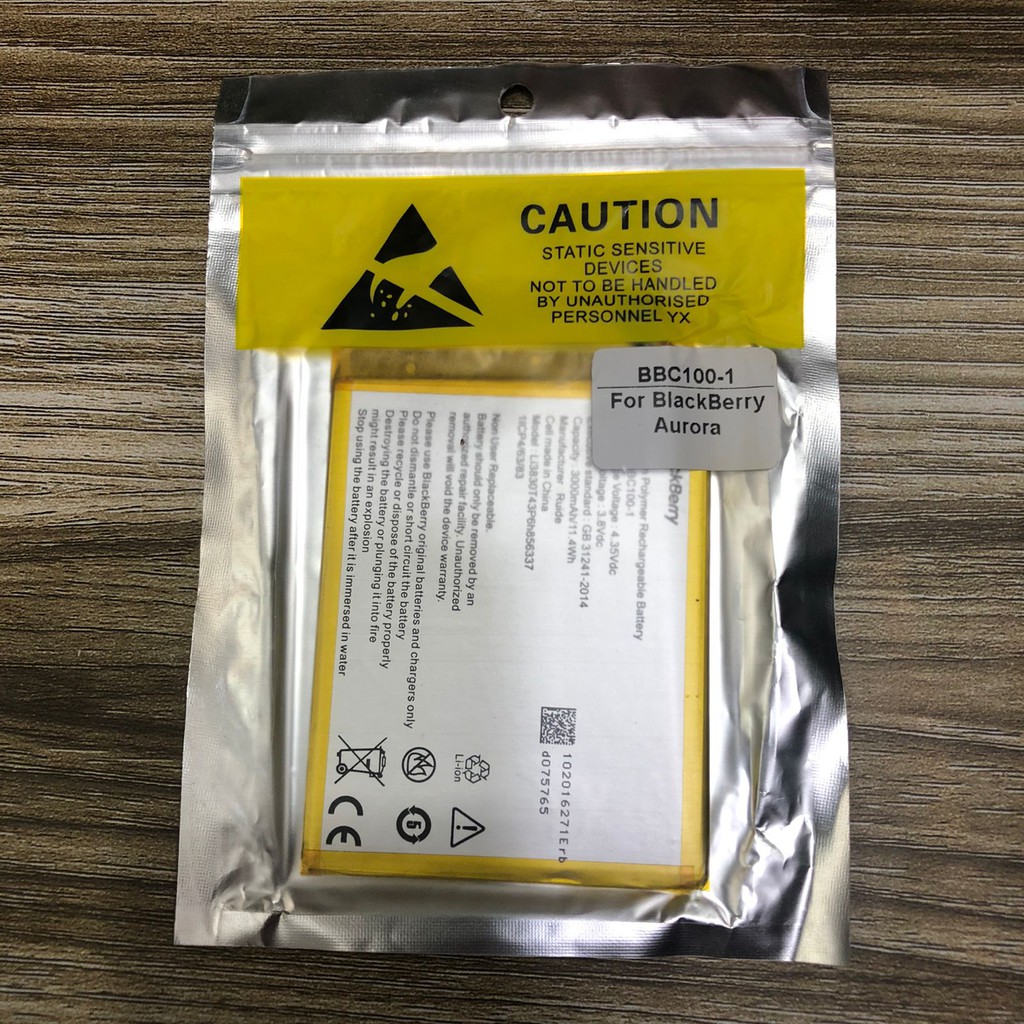 CAUTION
STATIC SENSITIVE
DEVICES
NOT TO BE HANDLED
BY UNAUTHORISED
PERSONNEL YX
BBC100-1
For BlackBerry
Aurora
ckBerry
Polymer Rechargeable Battery
BC100-1
Voltage: 4.35Vdc
ltage: 3.8Vdc
standard: GB 31241-2014
Capacity: 3000mAh/11.4Wh
Manufacturer: Ruide
Cell made in China
Model: Li3830T43P6h856337
1ICP4/63/83
Non User Replaceable.
Battery should only be removed by an
authorized repair facility. Unauthorized
removal will void the device warranty.
Please use BlackBerry original batteries and chargers only
Do not dismantle or short circuit the battery
Please recycle or dispose of the battery properly
Destroying the battery or plunging it into fire
might result in an explosion
Stop using the battery after it is immersed in water
102016271Erb
d075765
Li-ion
5
CE